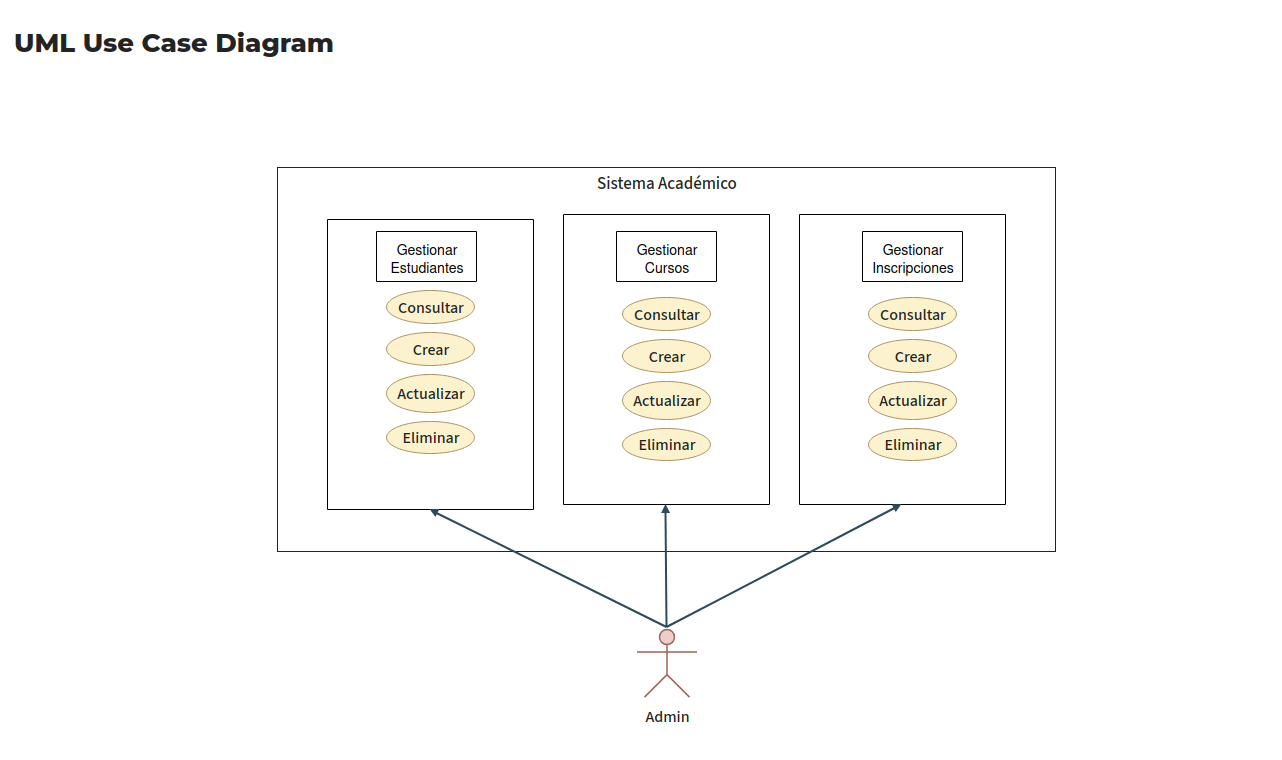 UML Use Case Diagram
Sistema Académico
Gestionar
Estudiantes
Consultar
Crear
Actualizar
Eliminar
Gestionar
Cursos
Consultar
Crear
Actualizar
Eliminar
Gestionar
Inscripciones
Consultar
Crear
Actualizar
Eliminar
Admin